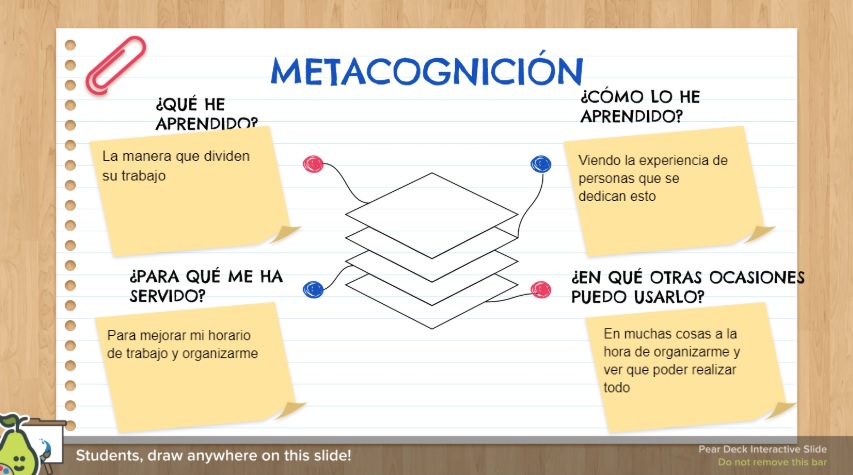 METACOGNICIÓN
¿QUÉ HE
APRENDIDO?
La manera que dividen
su trabajo
¿CÓMO LO HE
APRENDIDO?
Viendo la experiencia de
personas que se
dedican esto
¿PARA QUÉ ME HA
SERVIDO?
Para mejorar mi horario
de trabajo y organizarme
¿EN QUÉ OTRAS OCASIONES
PUEDO USARLO?
En muchas cosas a la
hora de organizarme y
ver que poder realizar
todo
Students, draw anywhere on this slide!
Pear Deck Interactive Slide
Do not remove this bar